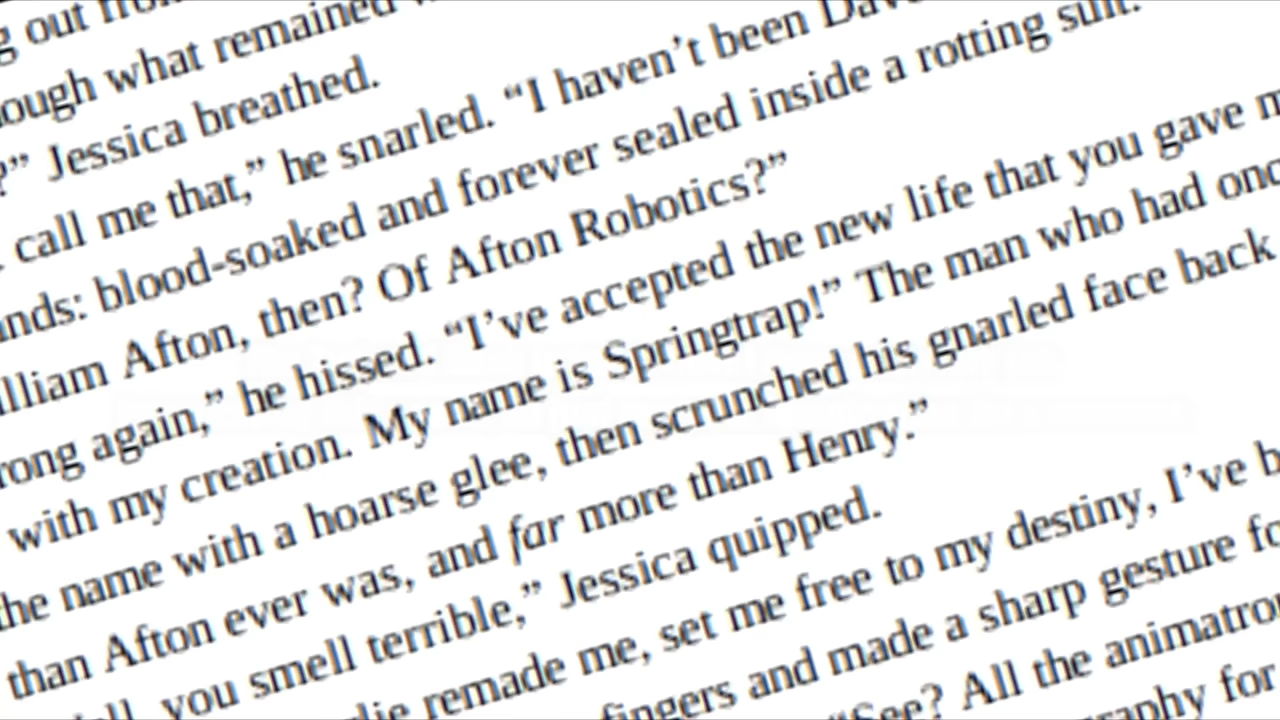 g out from
ough what remained
?” Jessica breathed.
call me that,” he snarled. “I haven’t been Dav
nds: blood-soaked and forever sealed inside a rotting suit.
lliam Afton, then? Of Afton Robotics?”
rong again,” he hissed. “I’ve accepted the new life that you gave m
with my creation. My name is Springtrap!” The man who had onc
the name with a hoarse glee, then scrunched his gnarled face back
than Afton ever was, and far more than Henry.”
you smell terrible,” Jessica quipped.
lie remade me, set me free to my destiny, I’ve b
fingers and made a sharp gesture fo
“See? All the animatron
raphy for